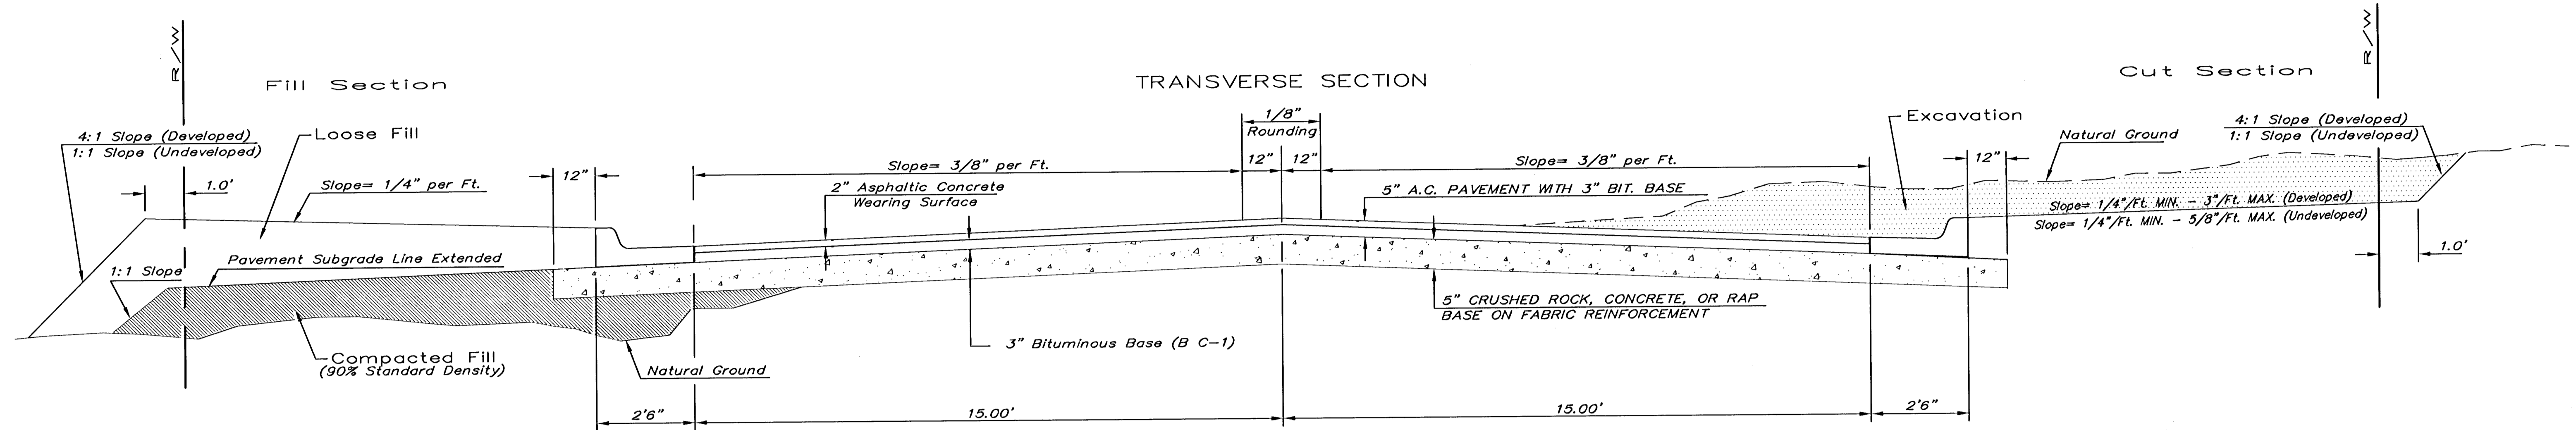 R/W
R/W
Fill Section
TRANSVERSE SECTION
Cut Section
4:1 Slope (Developed)
1:1 Slope (Undeveloped)
Loose Fill
1/8"
Rounding
Excavation
Natural Ground
4:1 Slope (Developed)
1:1 Slope (Undeveloped)
1.0'
Slope= 1/4" per Ft.
12"
Slope= 3/8" per Ft.
12"
12"
Slope= 3/8" per Ft.
12"
2" Asphaltic Concrete
Wearing Surface
5" A.C. PAVEMENT WITH 3" BIT. BASE
Slope= 1/4"/Ft. MIN. - 3"/Ft. MAX. (Developed)
Slope= 1/4"/Ft. MIN. - 5/8"/Ft. MAX. (Undeveloped)
1.0'
1:1 Slope
Pavement Subgrade Line Extended
5" CRUSHED ROCK, CONCRETE, OR RAP
BASE ON FABRIC REINFORCEMENT
3" Bituminous Base (B C-1)
Compacted Fill
(90% Standard Density)
Natural Ground
2'6"
15.00'
15.00'
2'6"